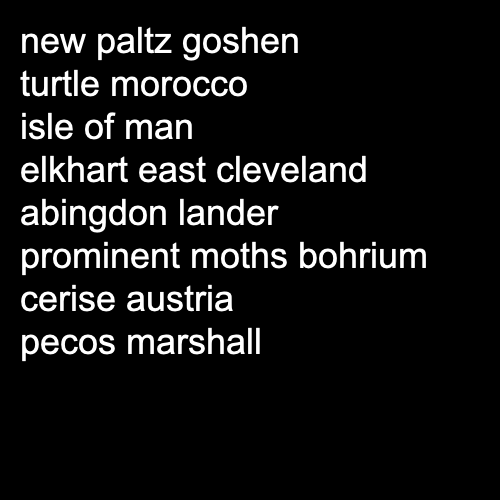 new paltz goshen
turtle morocco
isle of man
elkhart east cleveland
abingdon lander
prominent moths bohrium
cerise austria
pecos marshall